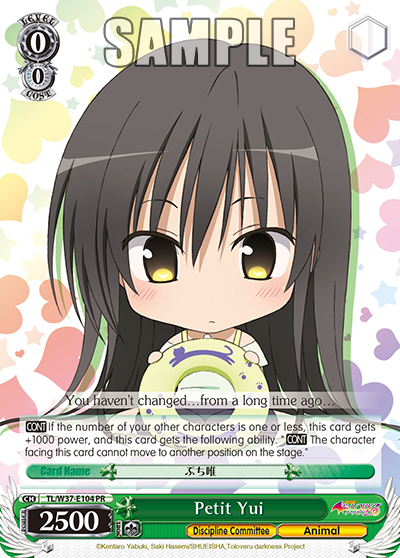 SAMPLE
LEVEL
0
0
COST
You haven't changed...from a long time ago...
CONT If the number of your other characters is one or less, this card gets
+1000 power, and this card gets the following ability. "CONT The character
facing this card cannot move to another position on the stage."
Card Name
ぷち唯
CH TL/W37-E104 PR
POWER 2500
Petit Yui
Discipline Committee
Animal
©Kentaro Yabuki, Saki Hasemi/SHUEISHA,Toloveru darkness Project